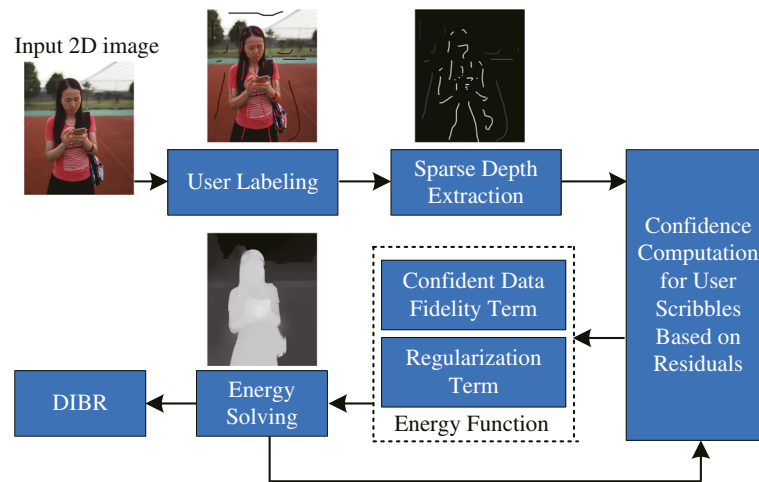 Input 2D image
User Labeling
Sparse Depth
Extraction
Confidence
Computation
for User
Scribbles
Based on
Residuals
Confident Data
Fidelity Term
Regularization
Term
Energy Function
Energy
Solving
DIBR